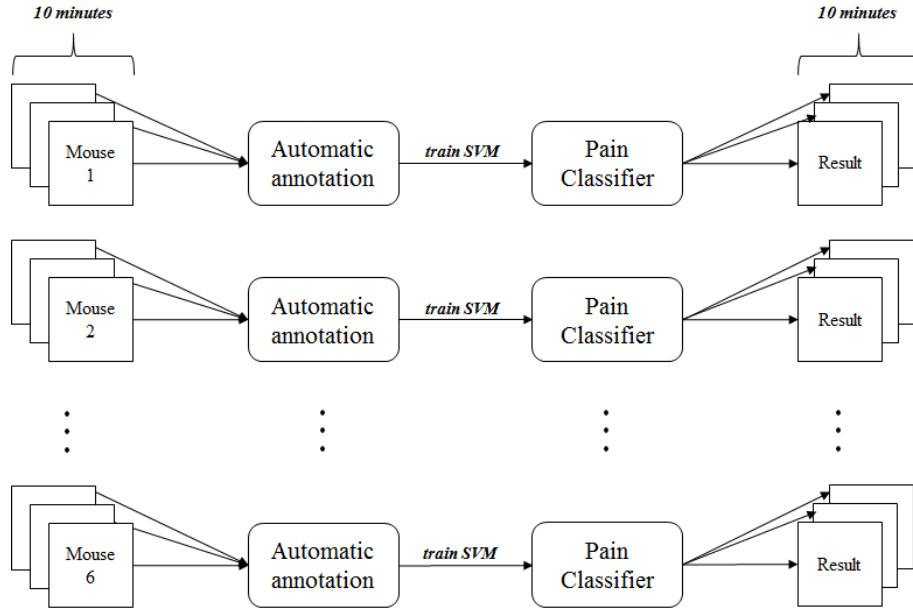 10 minutes
10 minutes
Mouse
1
Automatic
annotation
train SVM
Pain
Classifier
Result
Mouse
2
Automatic
annotation
train SVM
Pain
Classifier
Result
Mouse
6
Automatic
annotation
train SVM
Pain
Classifier
Result